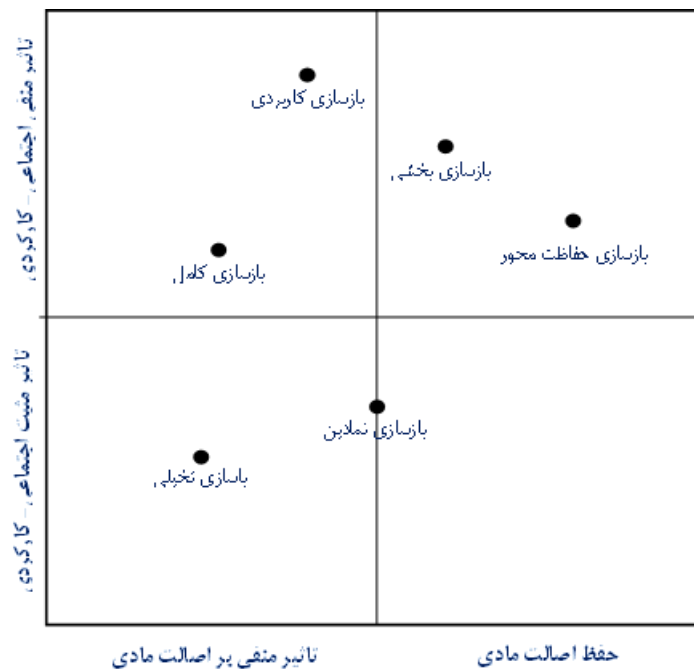 تاثیر منفی اجتماعی-کارکردی
بازسازی کاربردی
بازسازی بخشی
بازسازی حفاظت محور
بازسازی کامل
تاثیر مثبت اجتماعی-کارکردی
بازسازی نمادین
بازسازی تخیلی
حفظ اصالت مادی
تاثیر منفی بر اصالت مادی